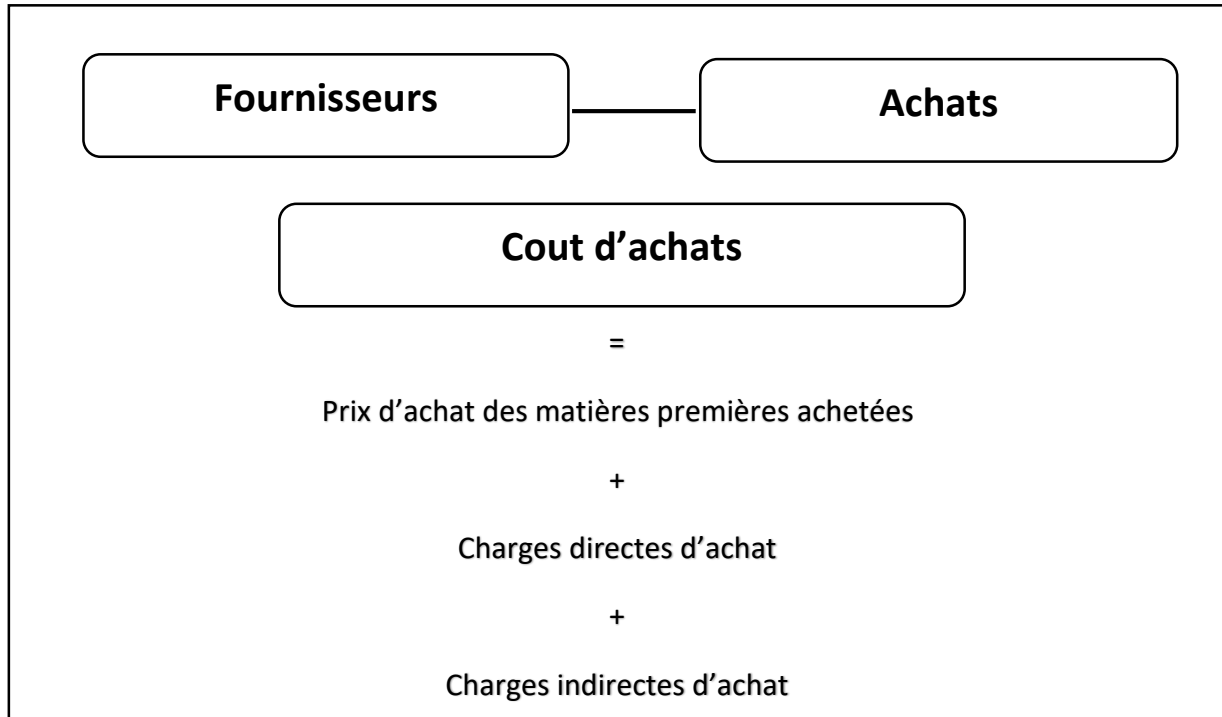 Fournisseurs
Achats
Cout d’achats
=
Prix d’achat des matières premières achetées
+
Charges directes d’achat
+
Charges indirectes d’achat